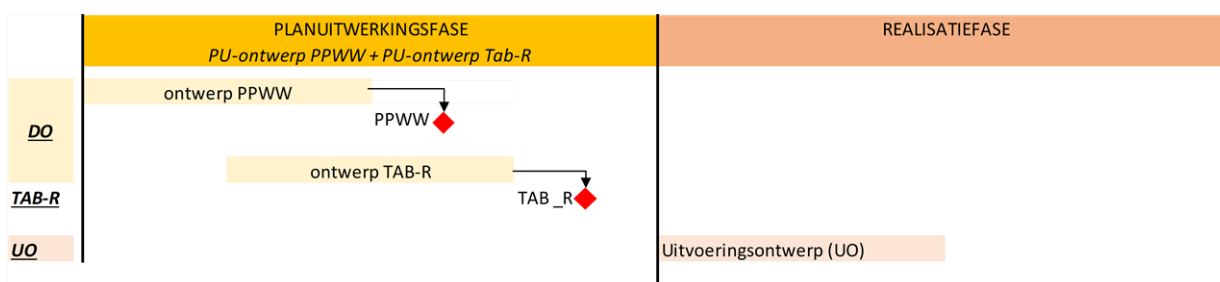 PLANUITWERKINGSFASE
REALISATIEFASE
PU-ontwerp PPWW + PU-ontwerp Tab-R
ontwerp PPWW
PPWW
DO
ontwerp TAB-R
TAB-R
TAB _R
UO
Uitvoeringsontwerp (UO)